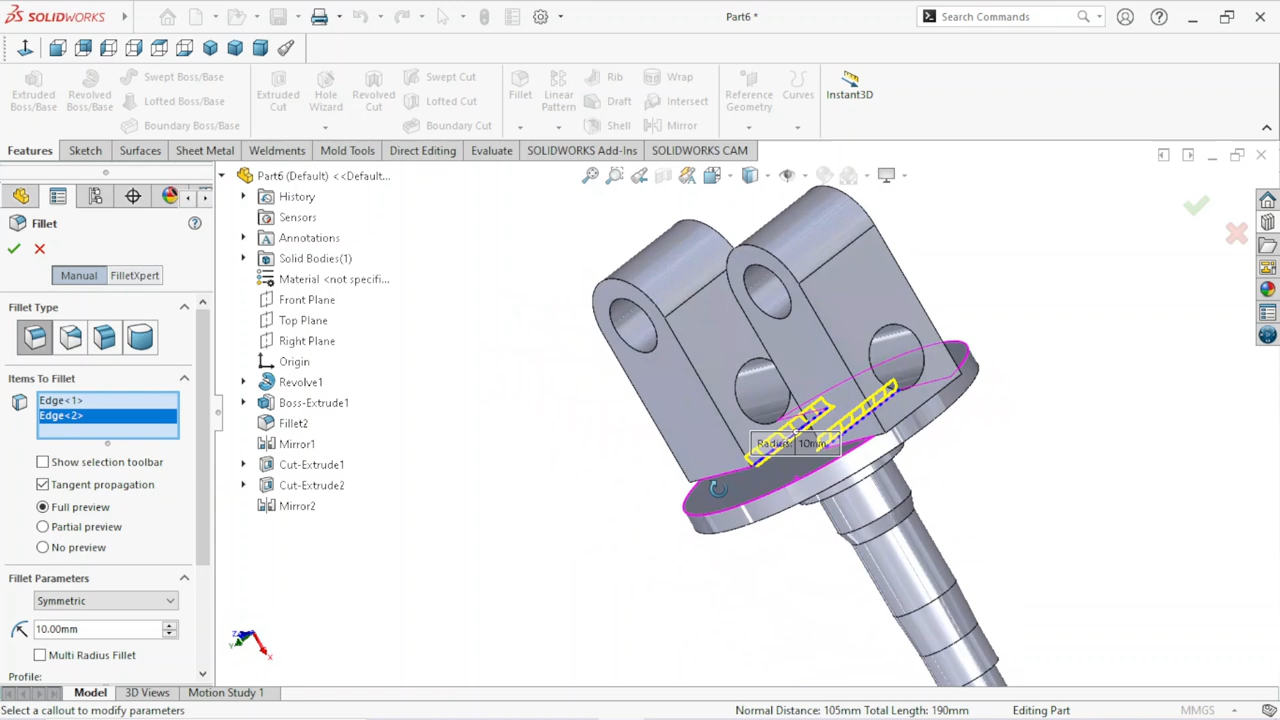 SOLIDWORKS
Part6 *
Search Commands
Extruded Boss/Base
Revolved Boss/Base
Swept Boss/Base
Lofted Boss/Base
Boundary Boss/Base
Extruded Cut
Hole Wizard
Revolved Cut
Swept Cut
Lofted Cut
Boundary Cut
Fillet
Linear Pattern
Rib
Draft
Shell
Wrap
Intersect
Mirror
Reference Geometry
Curves
Instant3D
Features
Sketch
Surfaces
Sheet Metal
Weldments
Mold Tools
Direct Editing
Evaluate
SOLIDWORKS Add-Ins
SOLIDWORKS CAM
Fillet
Manual
FilletXpert
Fillet Type
Items To Fillet
Edge<1>
Edge<2>
Show selection toolbar
Tangent propagation
Full preview
Partial preview
No preview
Fillet Parameters
Symmetric
10.00mm
Multi Radius Fillet
Profile:
Part6 (Default) <<Default...
History
Sensors
Annotations
Solid Bodies(1)
Material <not specifi...
Front Plane
Top Plane
Right Plane
Origin
Revolve1
Boss-Extrude1
Fillet2
Mirror1
Cut-Extrude1
Cut-Extrude2
Mirror2
Radius: 10mm
Z
Y
X
Model
3D Views
Motion Study 1
Select a callout to modify parameters
Normal Distance: 105mm Total Length: 190mm
Editing Part
MMGS